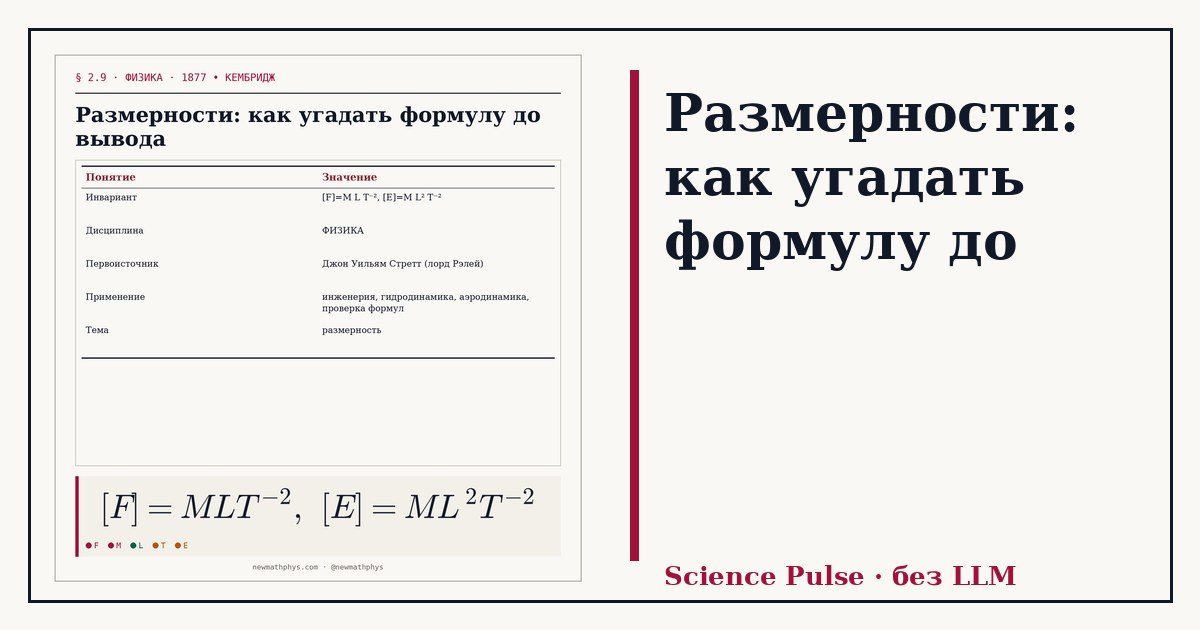 § 2.9 · ФИЗИКА · 1877 • КЕМБРИДЖ
Размерности: как угадать формулу до
вывода
Понятие Значение
Инвариант [F]=M L T⁻², [E]=M L² T⁻²
Дисциплина ФИЗИКА
Первоисточник Джон Уильям Стретт (лорд Рэлей)
Применение инженерия, гидродинамика, аэродинамика,
проверка формул
Тема размерность
[F] = MLT⁻², [E] = ML²T⁻²
F M L T E
newmathphys.com · @newmathphys
Размерности:
как угадать
формулу до
Science Pulse · без LLM